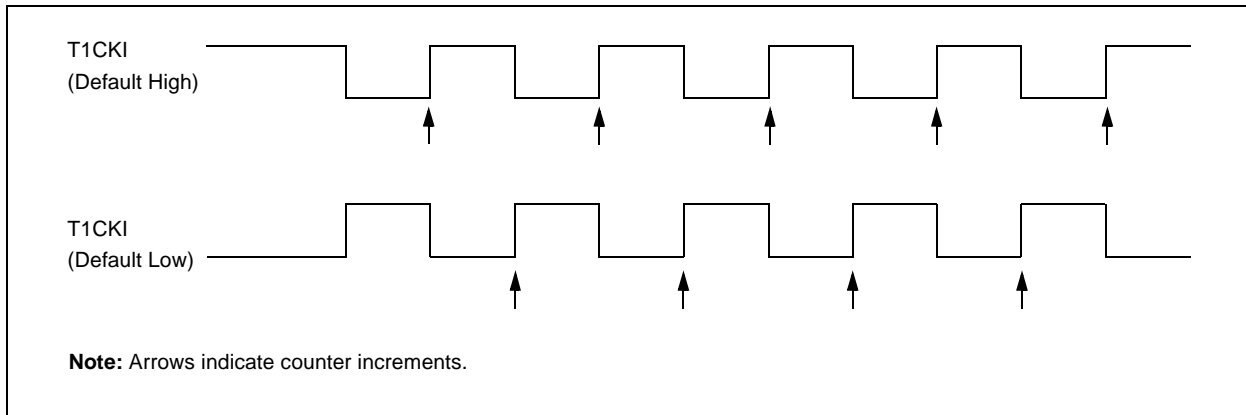 T1CKI
(Default High)
T1CKI
(Default Low)
Note: Arrows indicate counter increments.